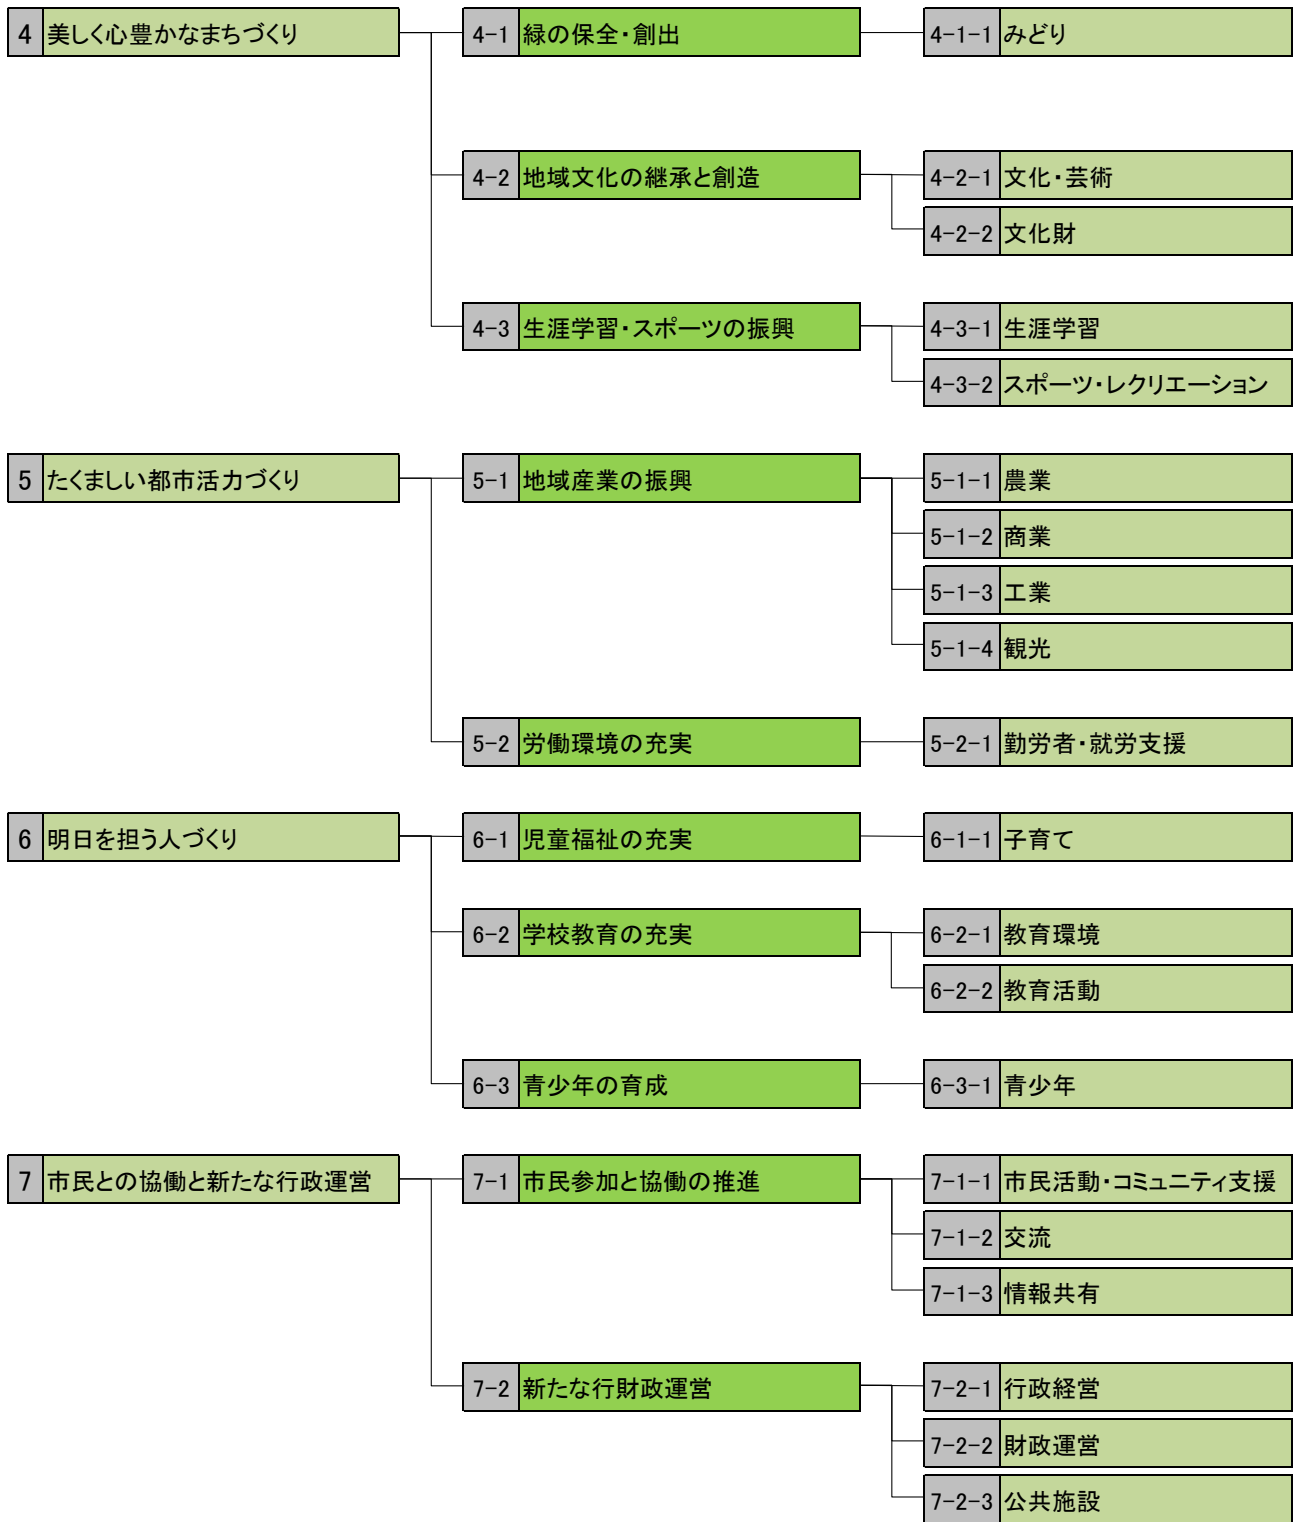 4 美しく心豊かなまちづくり
4-1 緑の保全・創出
4-1-1 みどり
4-2 地域文化の継承と創造
4-2-1 文化・芸術
4-2-2 文化財
4-3 生涯学習・スポーツの振興
4-3-1 生涯学習
4-3-2 スポーツ・レクリエーション
5 たくましい都市活力づくり
5-1 地域産業の振興
5-1-1 農業
5-1-2 商業
5-1-3 工業
5-1-4 観光
5-2 労働環境の充実
5-2-1 勤労者・就労支援
6 明日を担う人づくり
6-1 児童福祉の充実
6-1-1 子育て
6-2 学校教育の充実
6-2-1 教育環境
6-2-2 教育活動
6-3 青少年の育成
6-3-1 青少年
7 市民との協働と新たな行政運営
7-1 市民参加と協働の推進
7-1-1 市民活動・コミュニティ支援
7-1-2 交流
7-1-3 情報共有
7-2 新たな行財政運営
7-2-1 行政経営
7-2-2 財政運営
7-2-3 公共施設